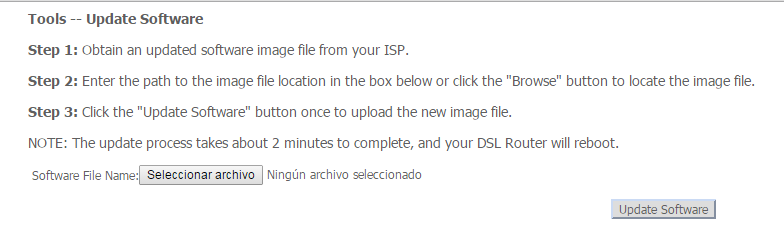 Tools -- Update Software
Step 1: Obtain an updated software image file from your ISP.
Step 2: Enter the path to the image file location in the box below or click the "Browse" button to locate the image file.
Step 3: Click the "Update Software" button once to upload the new image file.
NOTE: The update process takes about 2 minutes to complete, and your DSL Router will reboot.
Software File Name: Seleccionar archivo Ningún archivo seleccionado
Update Software